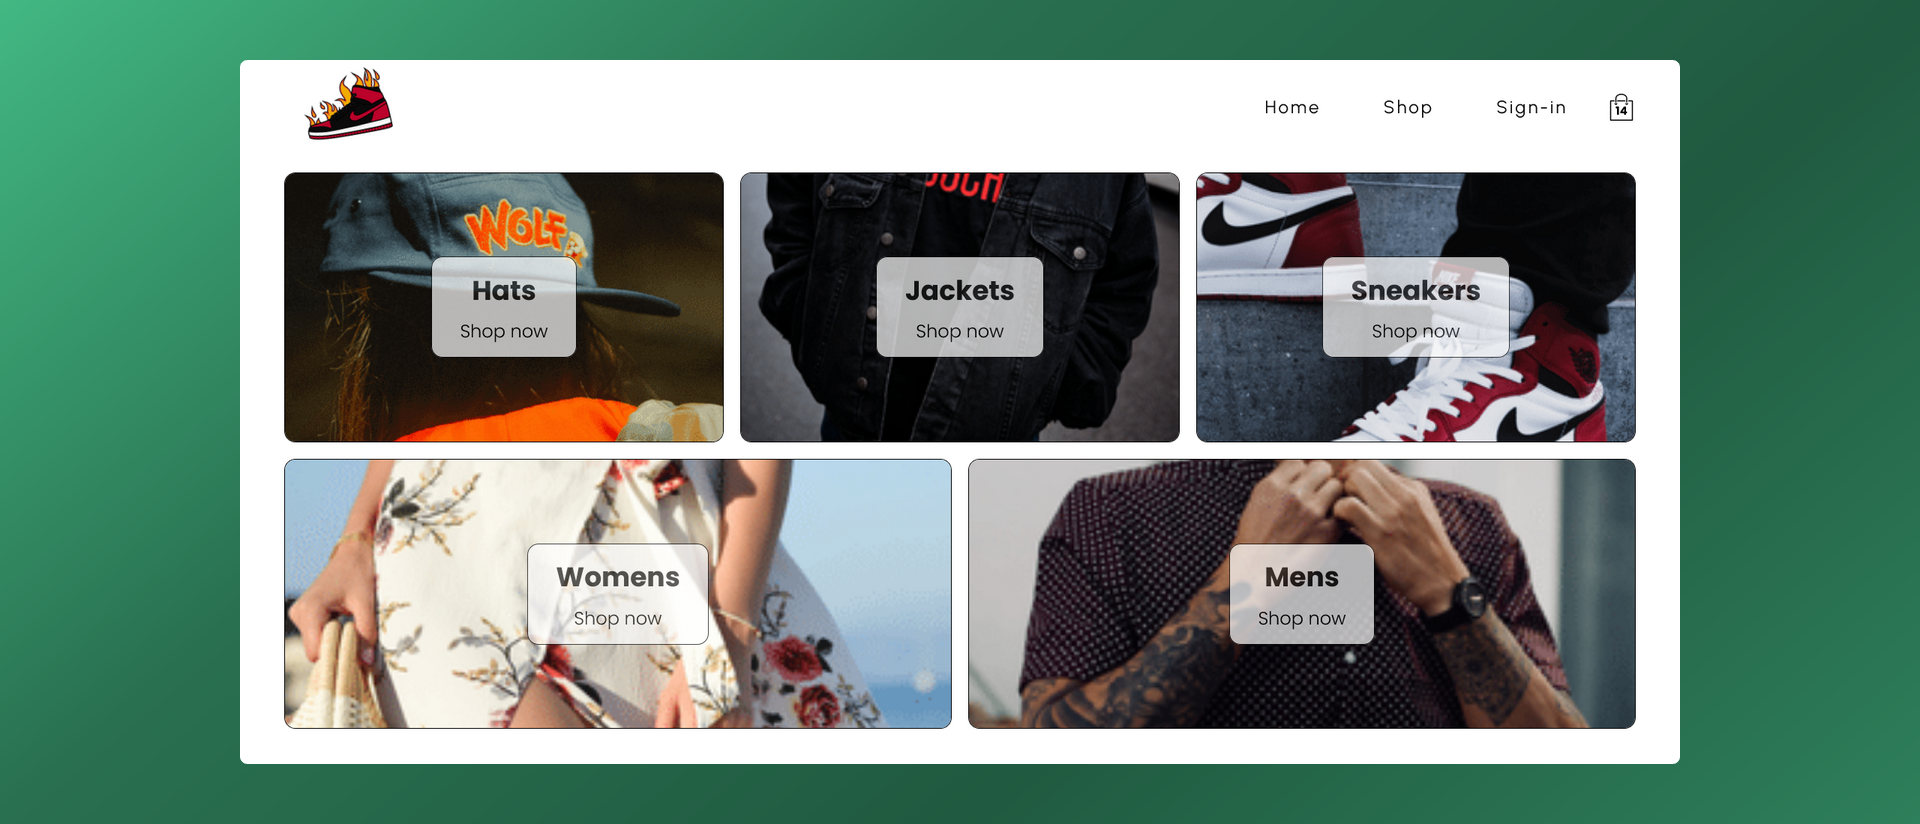 Home
Shop
Sign-in
14
WOLF
Hats
Shop now
Jackets
Shop now
Sneakers
Shop now
Womens
Shop now
Mens
Shop now